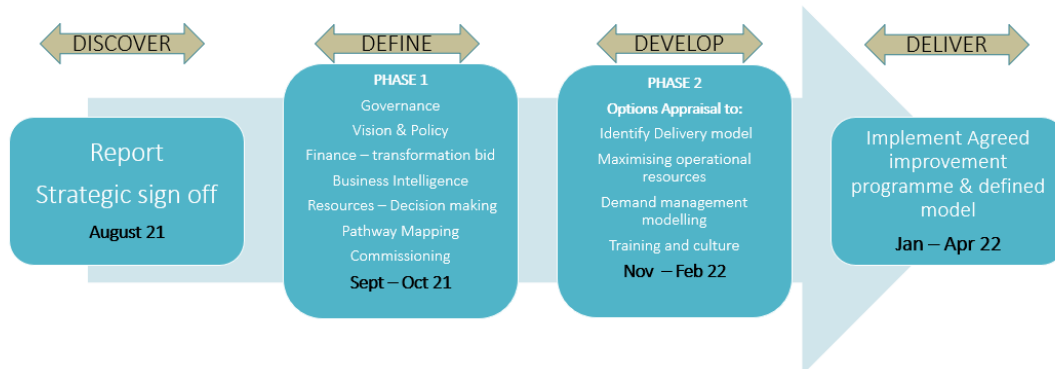 DISCOVER
Report
Strategic sign off
August 21
DEFINE
PHASE 1
Governance
Vision & Policy
Finance – transformation bid
Business Intelligence
Resources – Decision making
Pathway Mapping
Commissioning
Sept – Oct 21
DEVELOP
PHASE 2
Options Appraisal to:
Identify Delivery model
Maximising operational
resources
Demand management
modelling
Training and culture
Nov – Feb 22
DELIVER
Implement Agreed
improvement
programme & defined
model
Jan – Apr 22